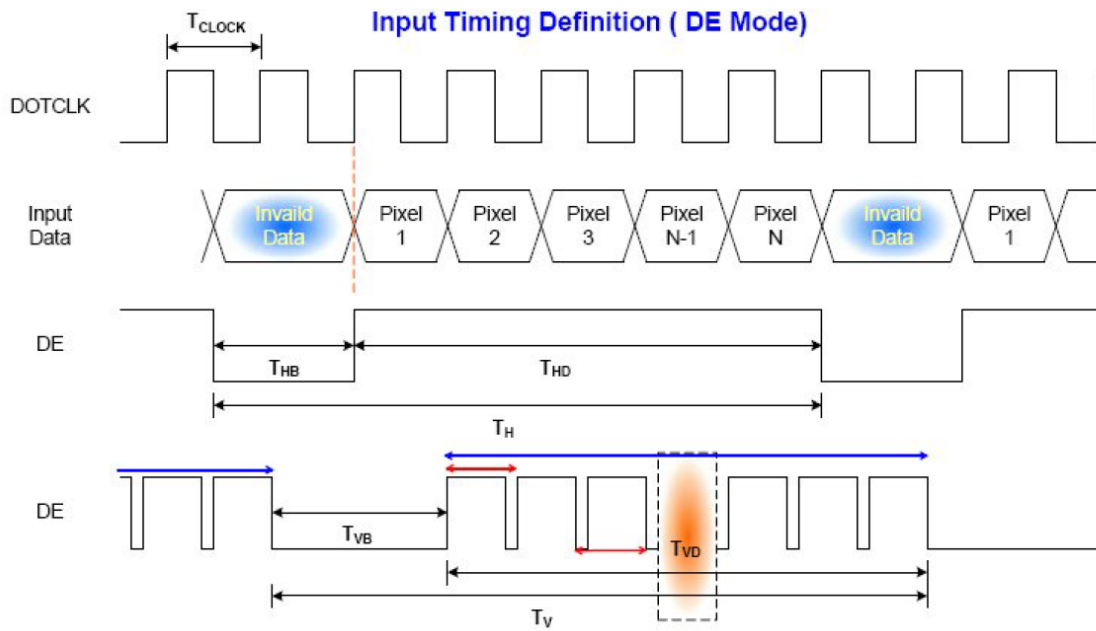 Input Timing Definition ( DE Mode)
TCLOCK
DOTCLK
Input
Data
Invaild
Data
Pixel
1
Pixel
2
Pixel
3
Pixel
N-1
Pixel
N
Invaild
Data
Pixel
1
DE
THB
THD
TH
DE
TVB
TVD
TV